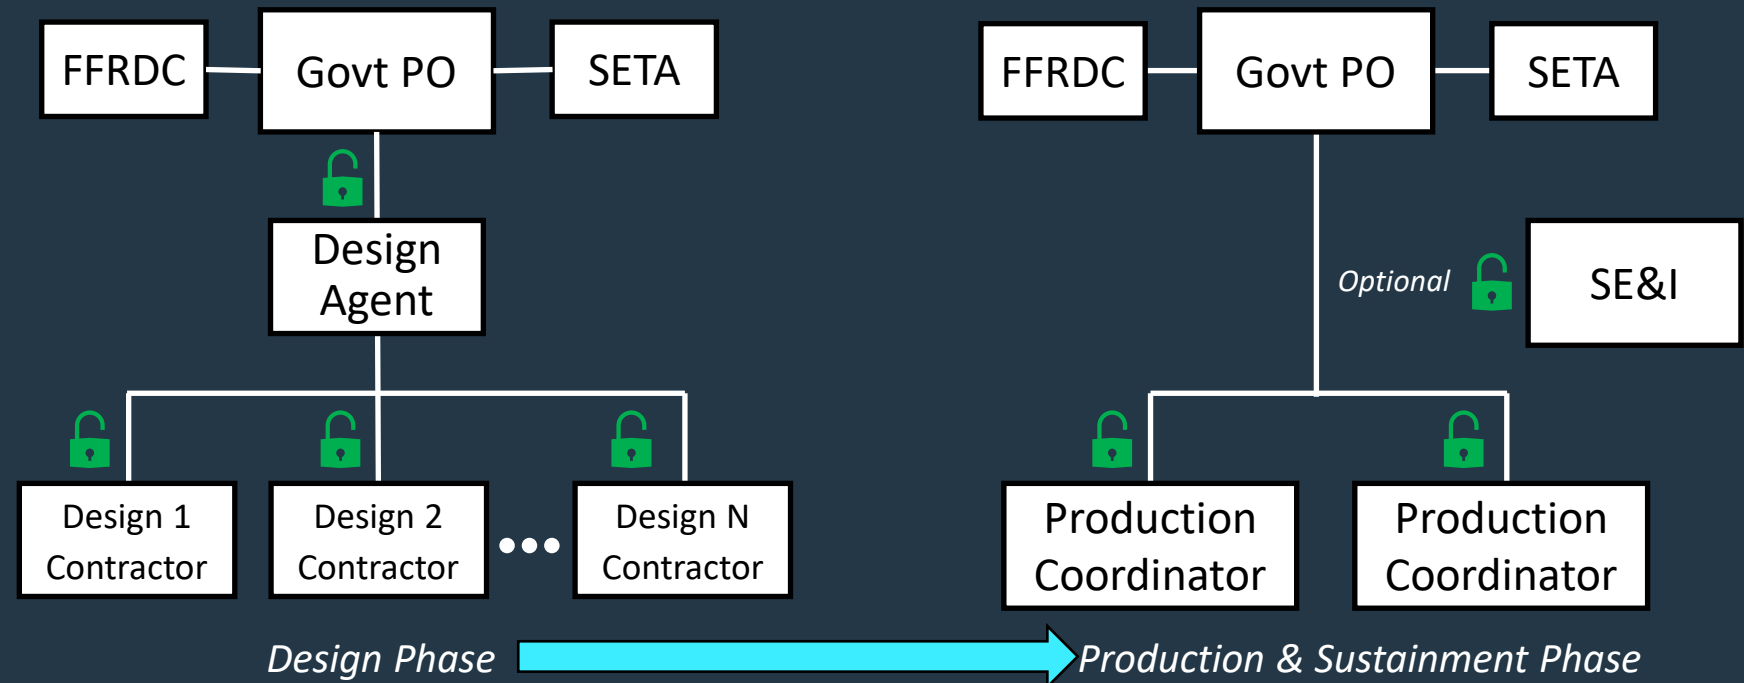 FFRDC
Govt PO
SETA
Design
Agent
Design 1
Contractor
Design 2
Contractor
Design N
Contractor
Design Phase
FFRDC
Govt PO
SETA
Optional
SE&I
Production
Coordinator
Production
Coordinator
Production & Sustainment Phase